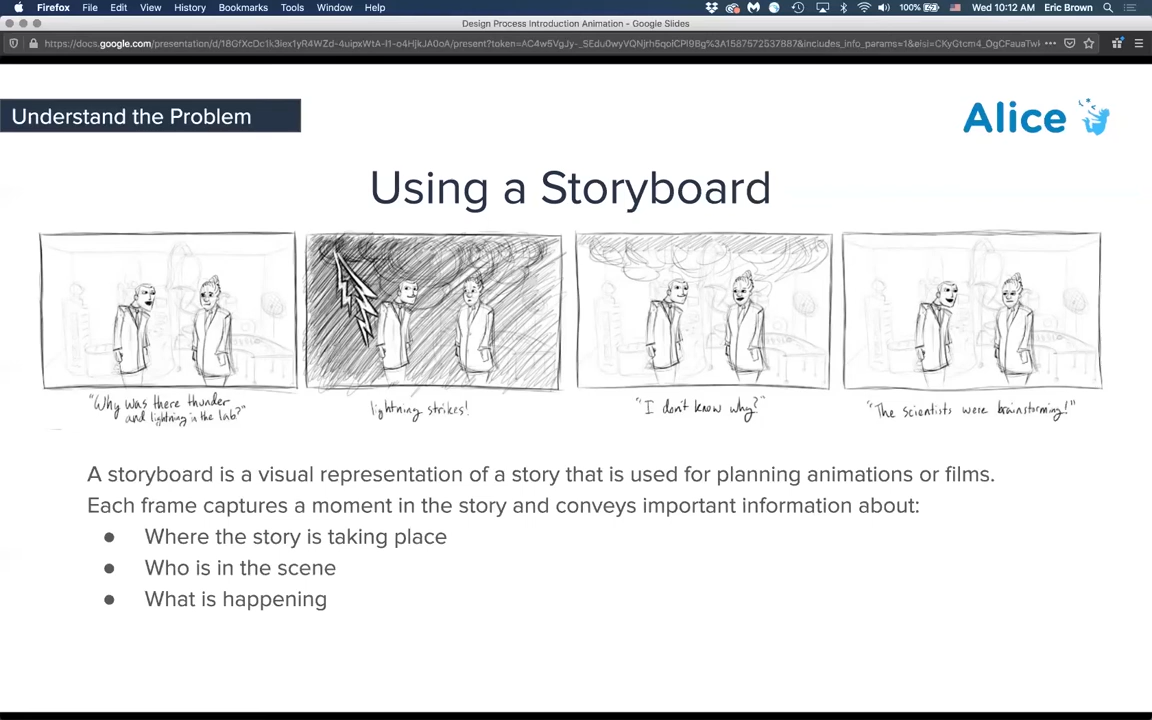 Firefox File Edit View History Bookmarks Tools Window Help 100% Wed 10:12 AM Eric Brown
Design Process Introduction Animation - Google Slides
Understand the Problem
Alice
Using a Storyboard
"Why was there thunder
and lightning in the lab?"
lightning strikes!
"I don't know why?"
"The scientists were brainstorming!"
A storyboard is a visual representation of a story that is used for planning animations or films.
Each frame captures a moment in the story and conveys important information about:
● Where the story is taking place
● Who is in the scene
● What is happening